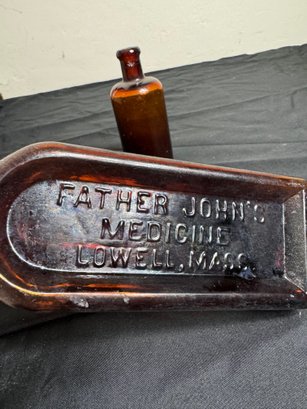 FATHER JOHN'S
MEDICINE
LOWELL, MASS.